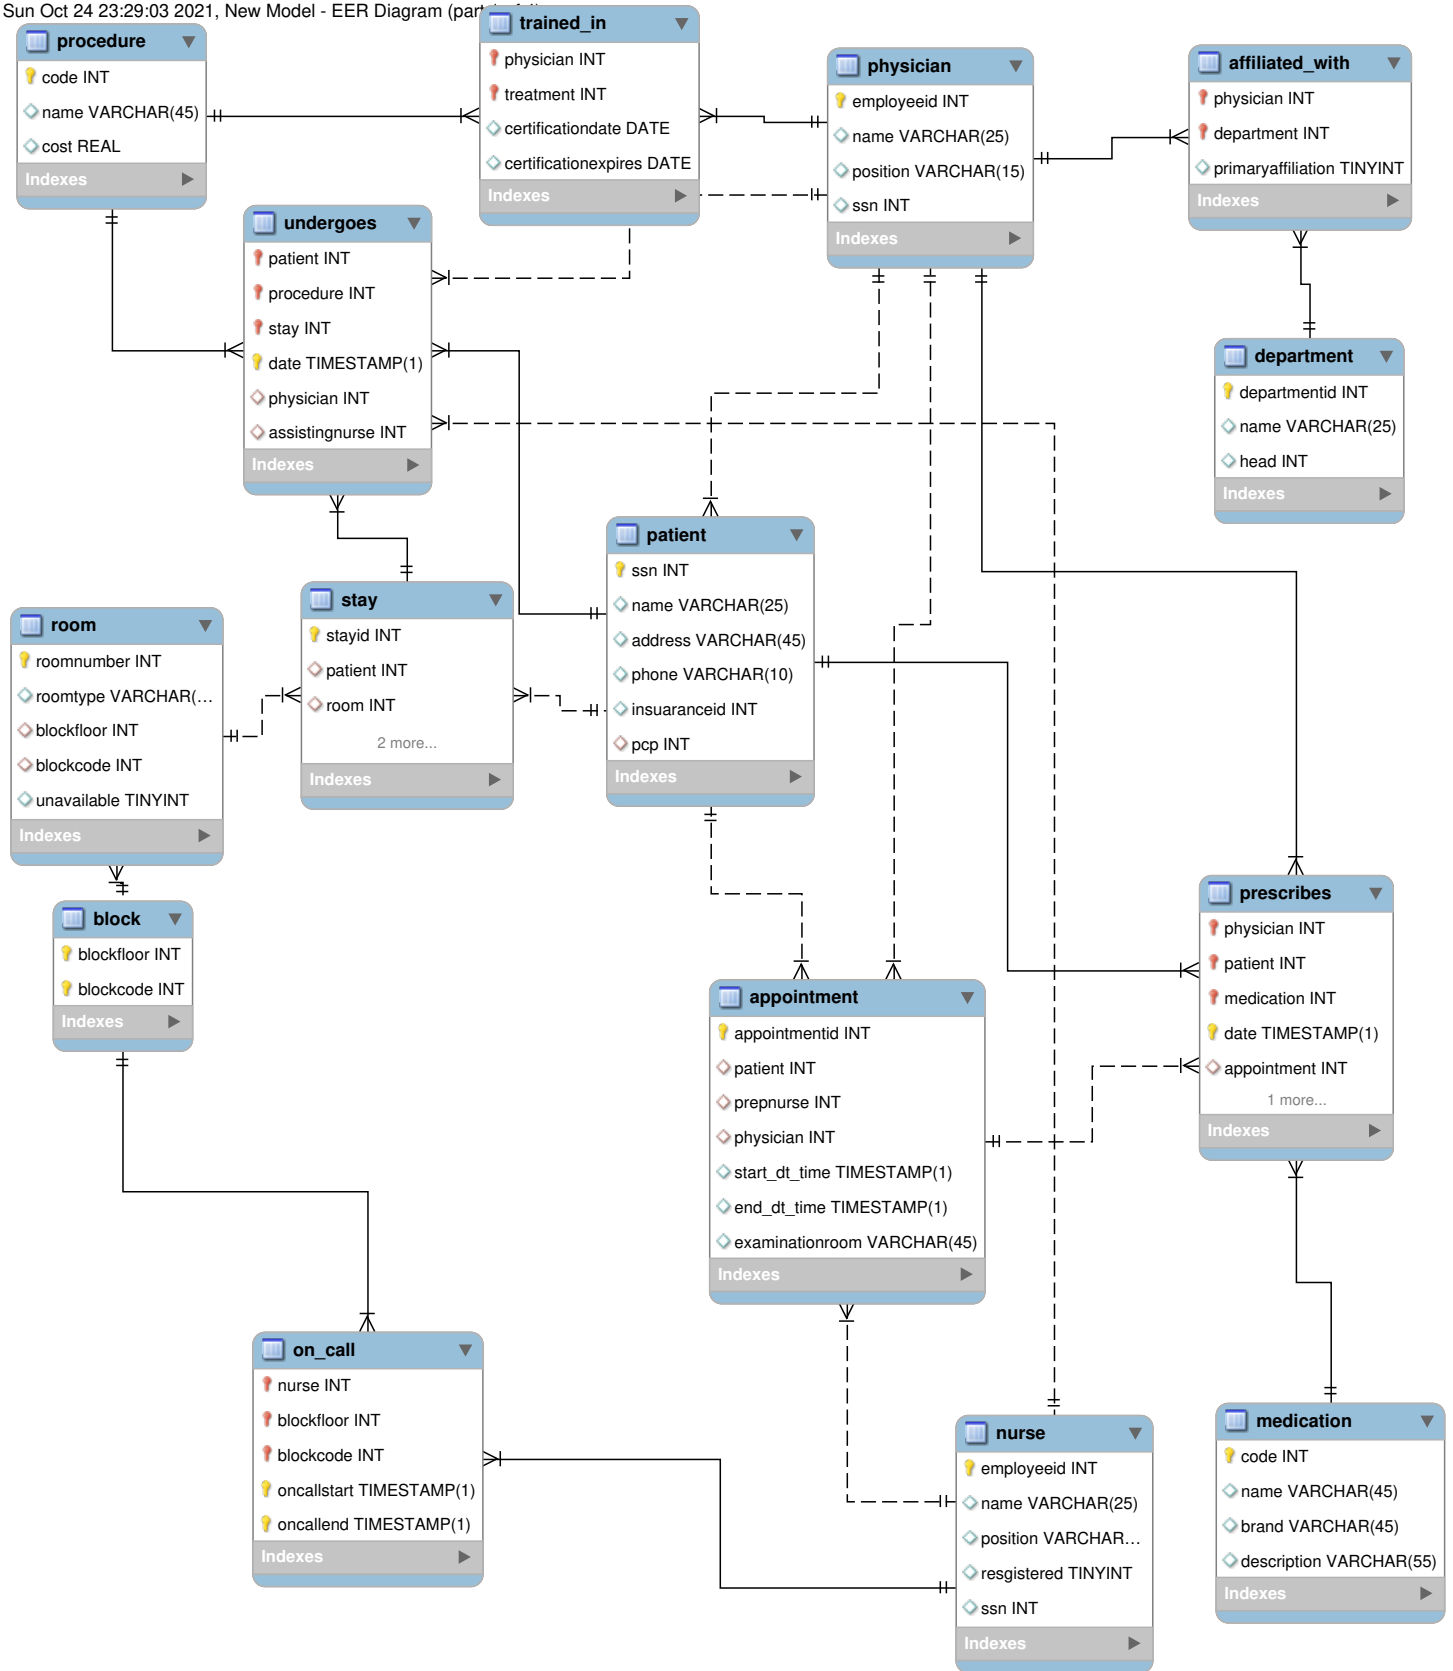 Sun Oct 24 23:29:03 2021, New Model - EER Diagram (part
procedure
code INT
name VARCHAR(45)
cost REAL
Indexes
trained_in
physician INT
treatment INT
certificationdate DATE
certificationexpires DATE
Indexes
physician
employeeid INT
name VARCHAR(25)
position VARCHAR(15)
ssn INT
Indexes
affiliated_with
physician INT
department INT
primaryaffiliation TINYINT
Indexes
undergoes
patient INT
procedure INT
stay INT
date TIMESTAMP(1)
physician INT
assistingnurse INT
Indexes
department
departmentid INT
name VARCHAR(25)
head INT
Indexes
patient
ssn INT
name VARCHAR(25)
address VARCHAR(45)
phone VARCHAR(10)
insuaranceid INT
pcp INT
Indexes
stay
stayid INT
patient INT
room INT
2 more...
Indexes
room
roomnumber INT
roomtype VARCHAR(...
blockfloor INT
blockcode INT
unavailable TINYINT
Indexes
block
blockfloor INT
blockcode INT
Indexes
prescribes
physician INT
patient INT
medication INT
date TIMESTAMP(1)
appointment INT
1 more...
Indexes
appointment
appointmentid INT
patient INT
prepnurse INT
physician INT
start_dt_time TIMESTAMP(1)
end_dt_time TIMESTAMP(1)
examinationroom VARCHAR(45)
Indexes
on_call
nurse INT
blockfloor INT
blockcode INT
oncallstart TIMESTAMP(1)
oncallend TIMESTAMP(1)
Indexes
nurse
employeeid INT
name VARCHAR(25)
position VARCHAR...
resgistered TINYINT
ssn INT
Indexes
medication
code INT
name VARCHAR(45)
brand VARCHAR(45)
description VARCHAR(55)
Indexes